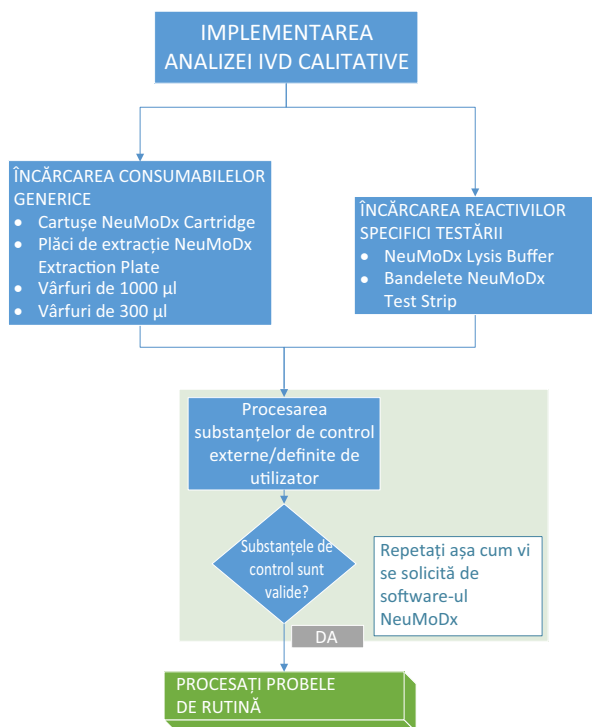 IMPLEMENTAREA
ANALIZEI IVD CALITATIVE
ÎNCĂRCAREA CONSUMABILELOR
GENERICE
• Cartușe NeuMoDx Cartridge
• Plăci de extracție NeuMoDx
Extraction Plate
• Vârfuri de 1000 µl
• Vârfuri de 300 µl
ÎNCĂRCAREA REACTIVILOR
SPECIFICI TESTĂRII
• NeuMoDx Lysis Buffer
• Bandelete NeuMoDx
Test Strip
Procesarea
substanțelor de control
externe/definite de
utilizator
Substanțele de
control sunt
valide?
Repetați așa cum vi
se solicită de
software-ul
NeuMoDx
DA
PROCESAȚI PROBELE
DE RUTINĂ